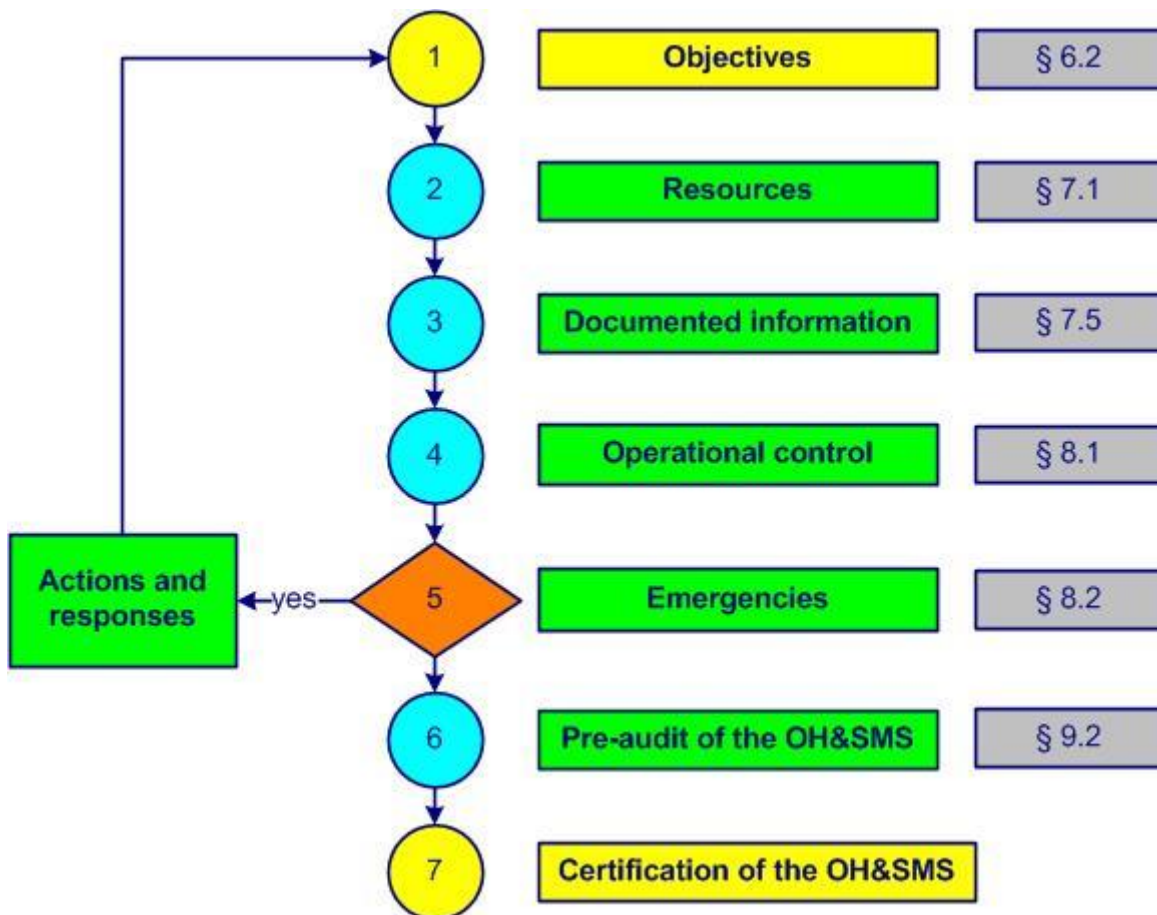 1
Objectives
§ 6.2
2
Resources
§ 7.1
3
Documented information
§ 7.5
4
Operational control
§ 8.1
Actions and
responses
yes
5
Emergencies
§ 8.2
6
Pre-audit of the OH&SMS
§ 9.2
7
Certification of the OH&SMS